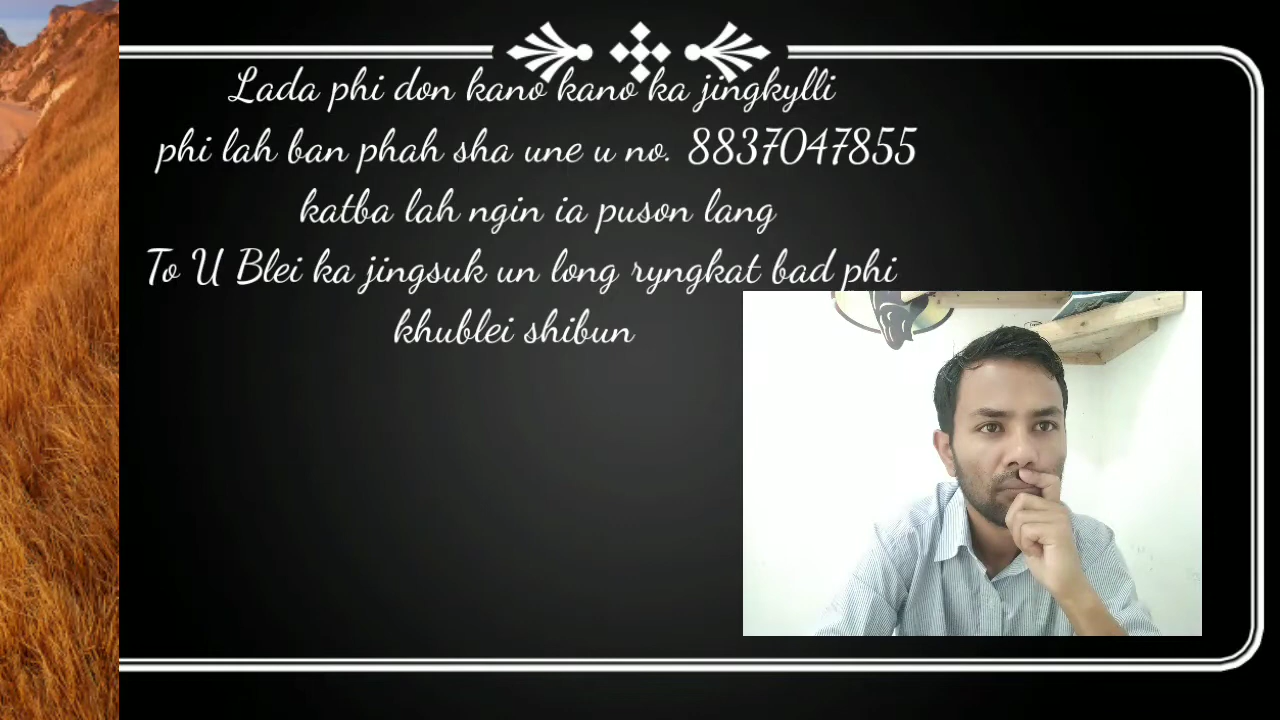 Lada phi don kano kano ka jingkylli
phi lah ban phah sha une u no. 8837047855
katba lah ngin ia puson lang
To U Blei ka jingsuk un long ryngkat bad phi
khublei shibun